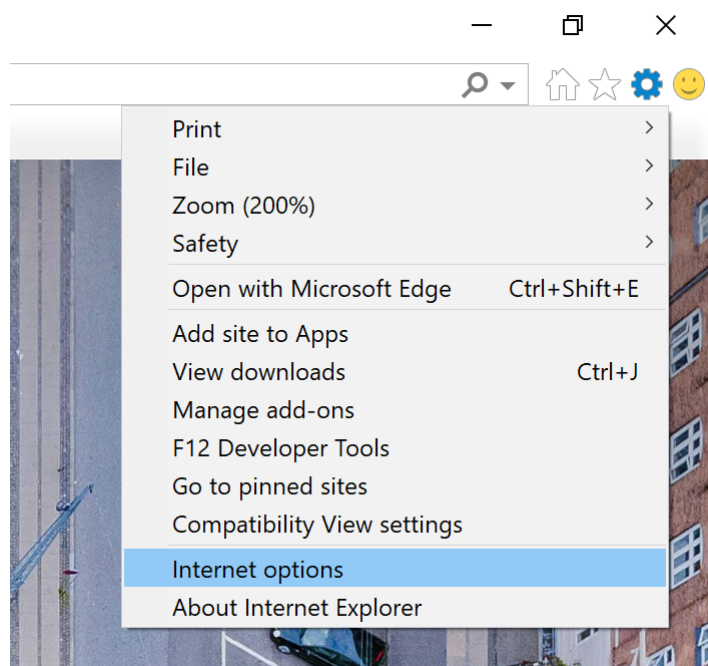 Print
File
Zoom (200%)
Safety
Open with Microsoft Edge Ctrl+Shift+E
Add site to Apps
View downloads Ctrl+J
Manage add-ons
F12 Developer Tools
Go to pinned sites
Compatibility View settings
Internet options
About Internet Explorer